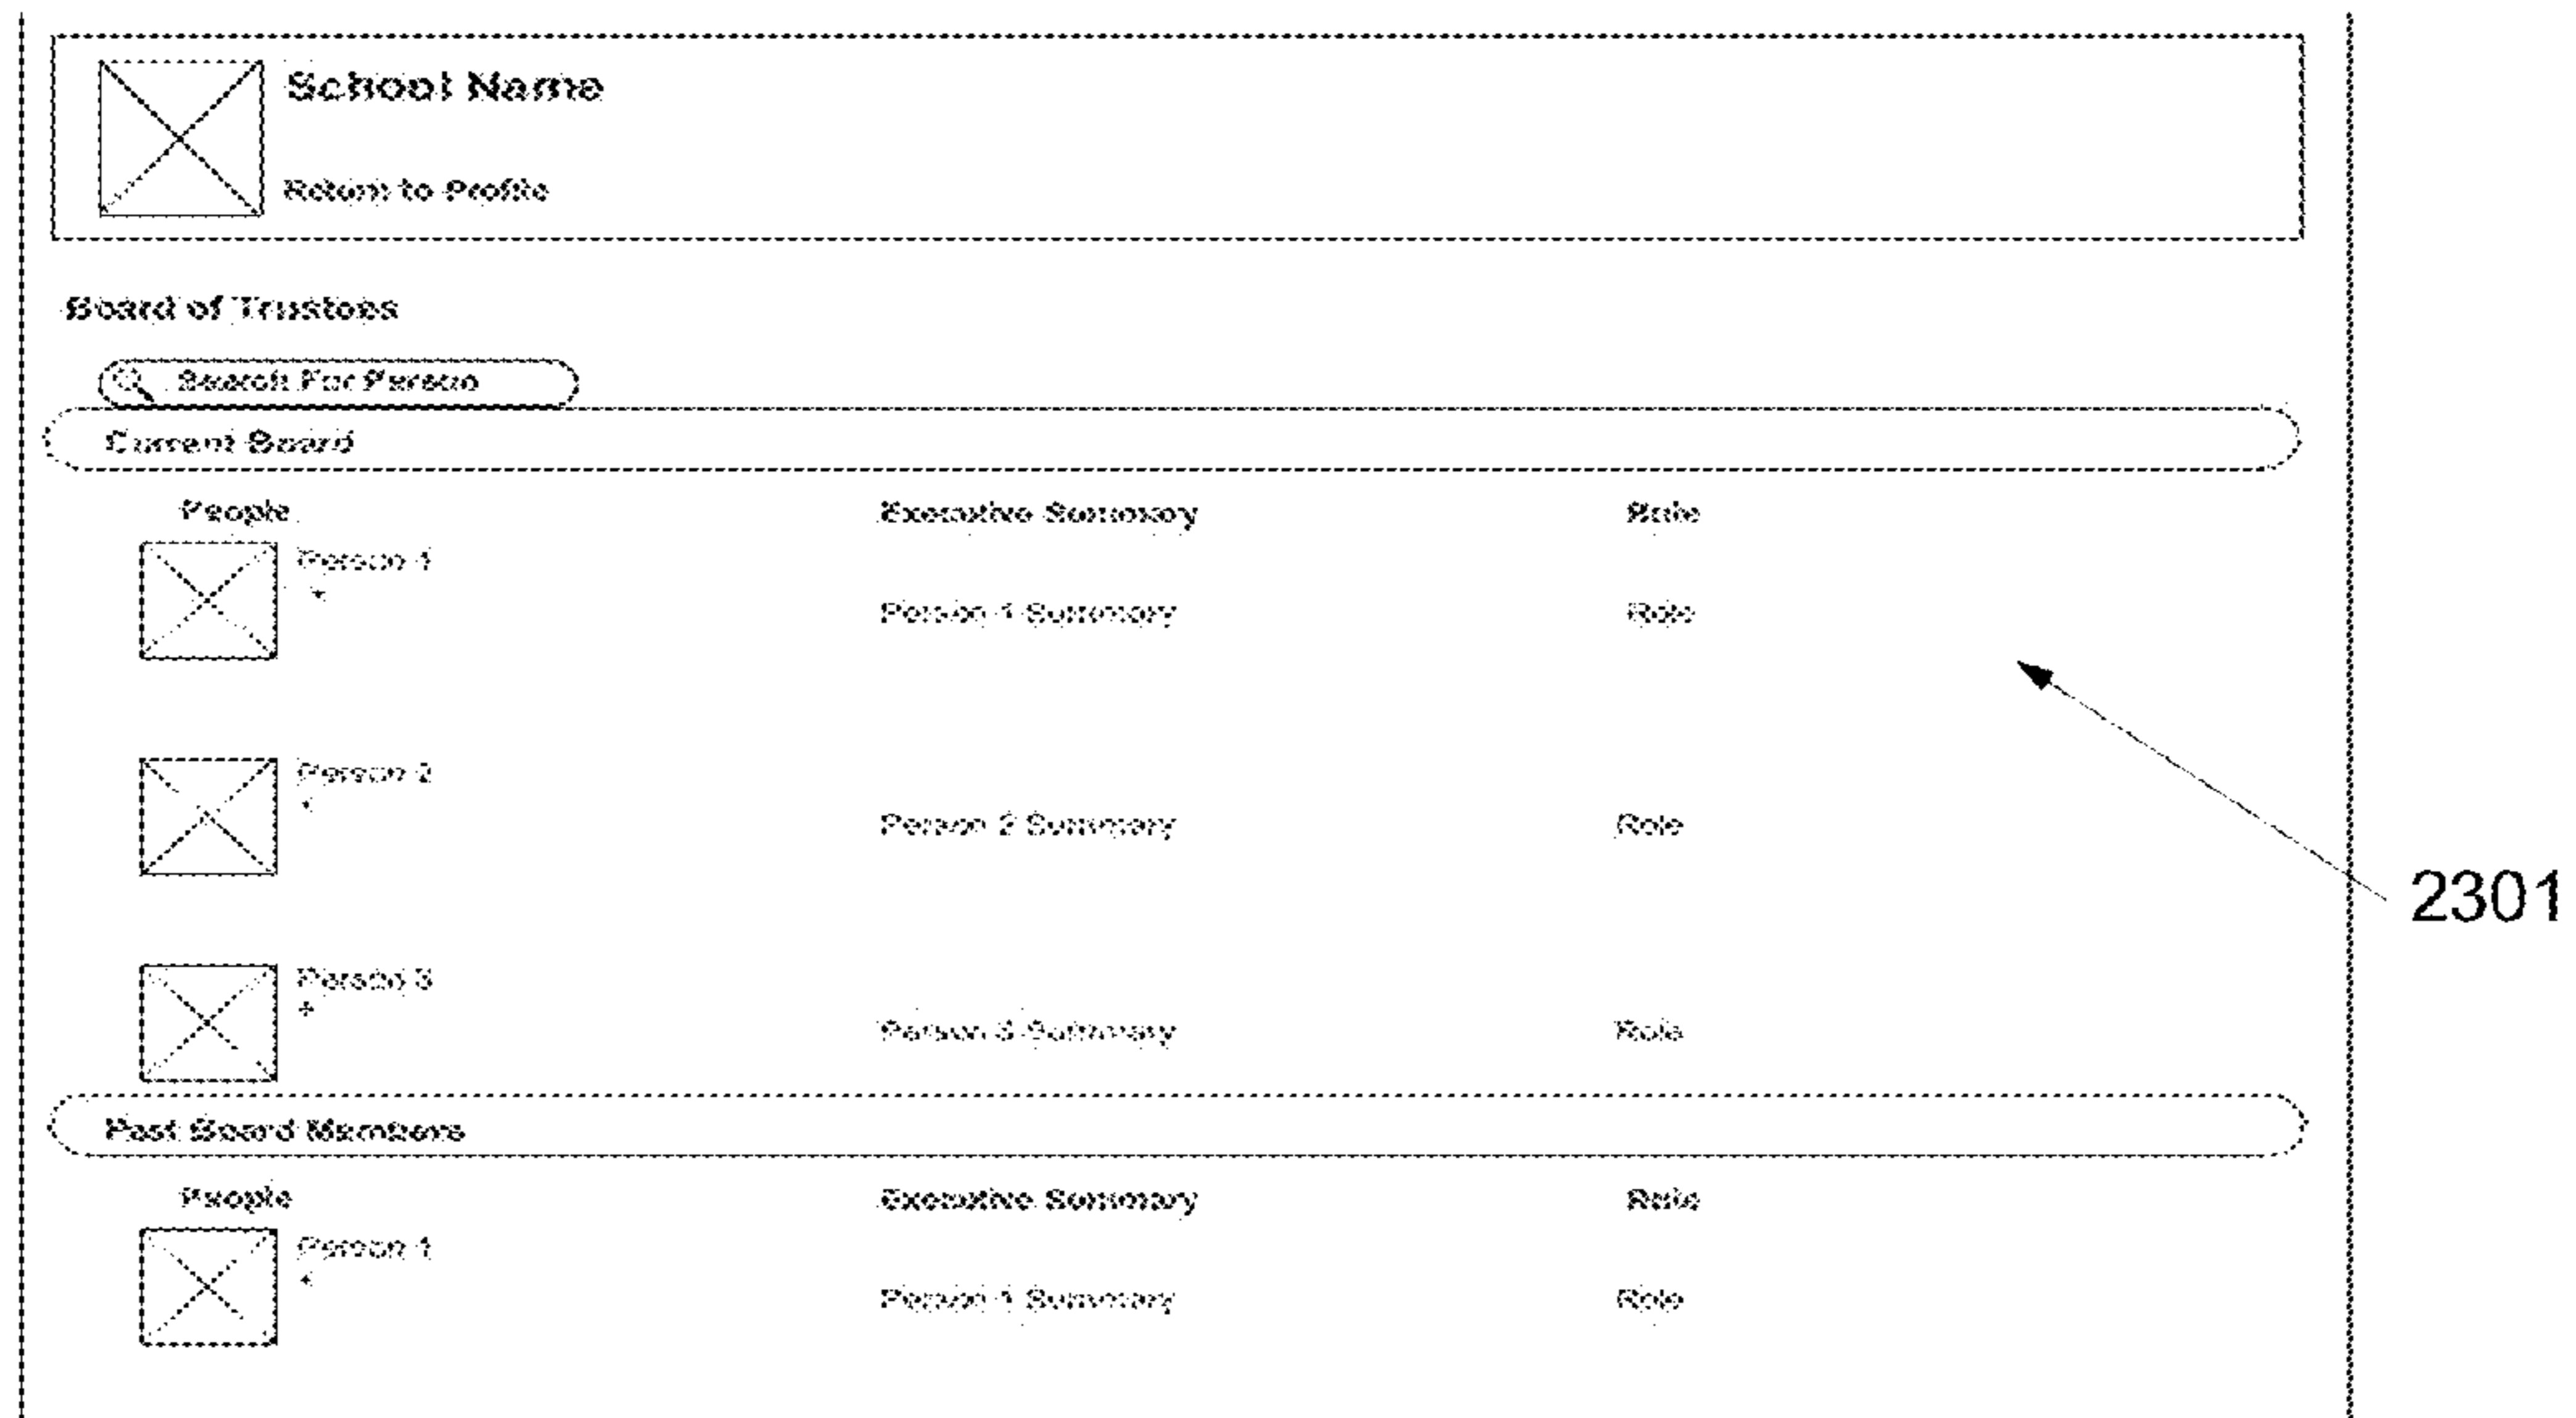 School Name
Return to Profile
Board of Trustees
Search For Person
Current Board
People Executive Summary Role
Person 1
Person 1 Summary Role
Person 2
Person 2 Summary Role
2301
Person 3
Person 3 Summary Role
Past Board Members
People Executive Summary Role
Person 1
Person 1 Summary Role